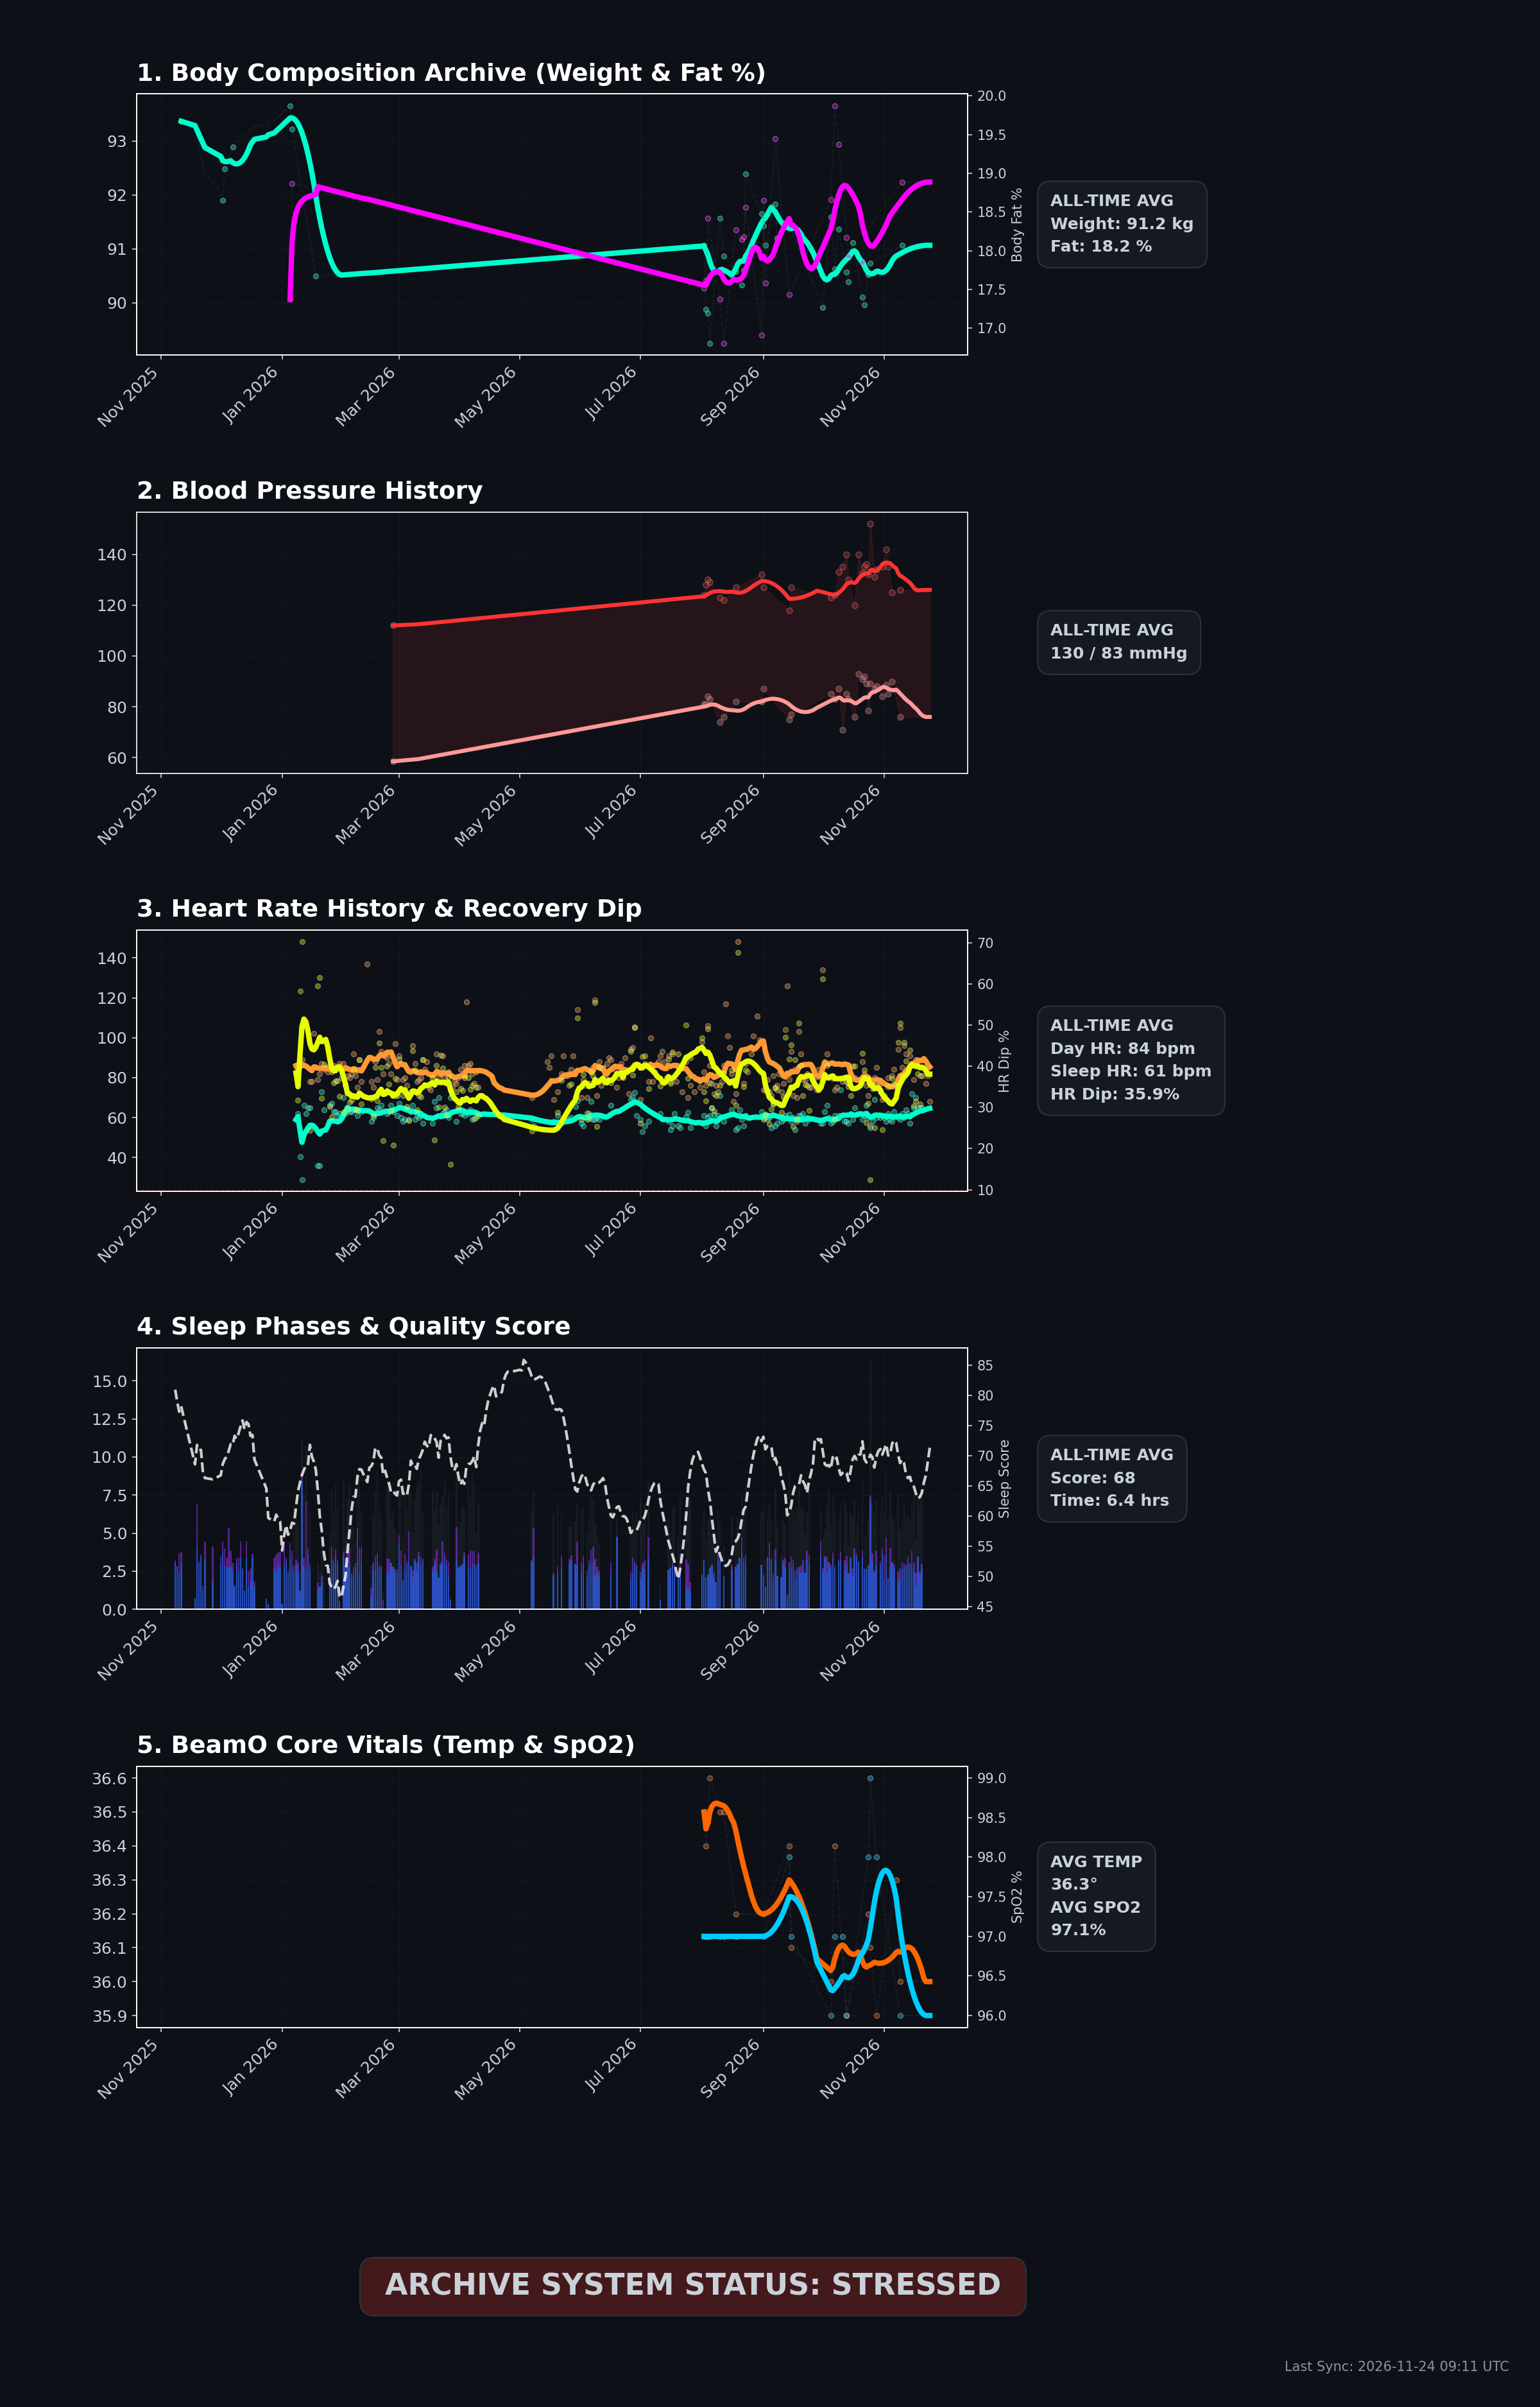 1. Body Composition Archive (Weight & Fat %)
93
92
91
90
20.0
19.5
19.0
18.5
18.0
17.5
17.0
Body Fat %
Nov 2025
Jan 2026
Mar 2026
May 2026
Jul 2026
Sep 2026
Nov 2026
ALL-TIME AVG
Weight: 91.2 kg
Fat: 18.2 %
2. Blood Pressure History
140
120
100
80
60
Nov 2025
Jan 2026
Mar 2026
May 2026
Jul 2026
Sep 2026
Nov 2026
ALL-TIME AVG
130 / 83 mmHg
3. Heart Rate History & Recovery Dip
140
120
100
80
60
40
70
60
50
40
30
20
10
HR Dip %
Nov 2025
Jan 2026
Mar 2026
May 2026
Jul 2026
Sep 2026
Nov 2026
ALL-TIME AVG
Day HR: 84 bpm
Sleep HR: 61 bpm
HR Dip: 35.9%
4. Sleep Phases & Quality Score
15.0
12.5
10.0
7.5
5.0
2.5
0.0
85
80
75
70
65
60
55
50
45
Sleep Score
Nov 2025
Jan 2026
Mar 2026
May 2026
Jul 2026
Sep 2026
Nov 2026
ALL-TIME AVG
Score: 68
Time: 6.4 hrs
5. BeamO Core Vitals (Temp & SpO2)
36.6
36.5
36.4
36.3
36.2
36.1
36.0
35.9
99.0
98.5
98.0
97.5
97.0
96.5
96.0
SpO2 %
Nov 2025
Jan 2026
Mar 2026
May 2026
Jul 2026
Sep 2026
Nov 2026
AVG TEMP
36.3°
AVG SPO2
97.1%
ARCHIVE SYSTEM STATUS: STRESSED
Last Sync: 2026-11-24 09:11 UTC